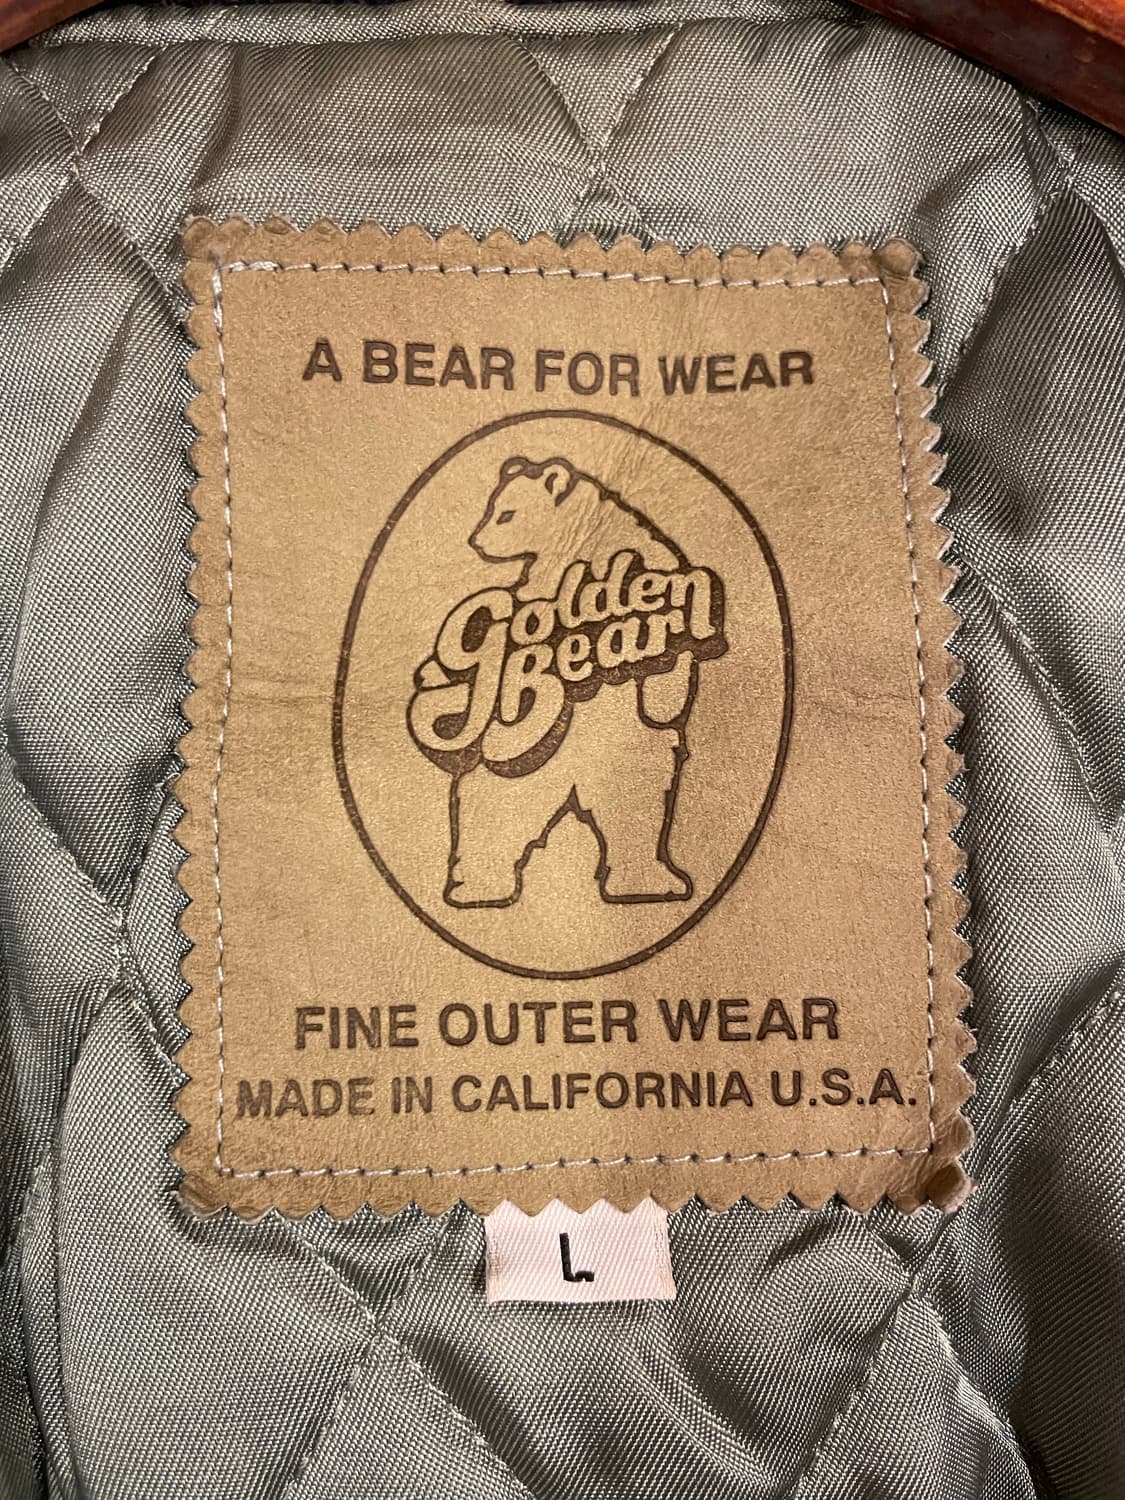 A BEAR FOR WEAR
Golden
Bear
FINE OUTER WEAR
MADE IN CALIFORNIA U.S.A.
L